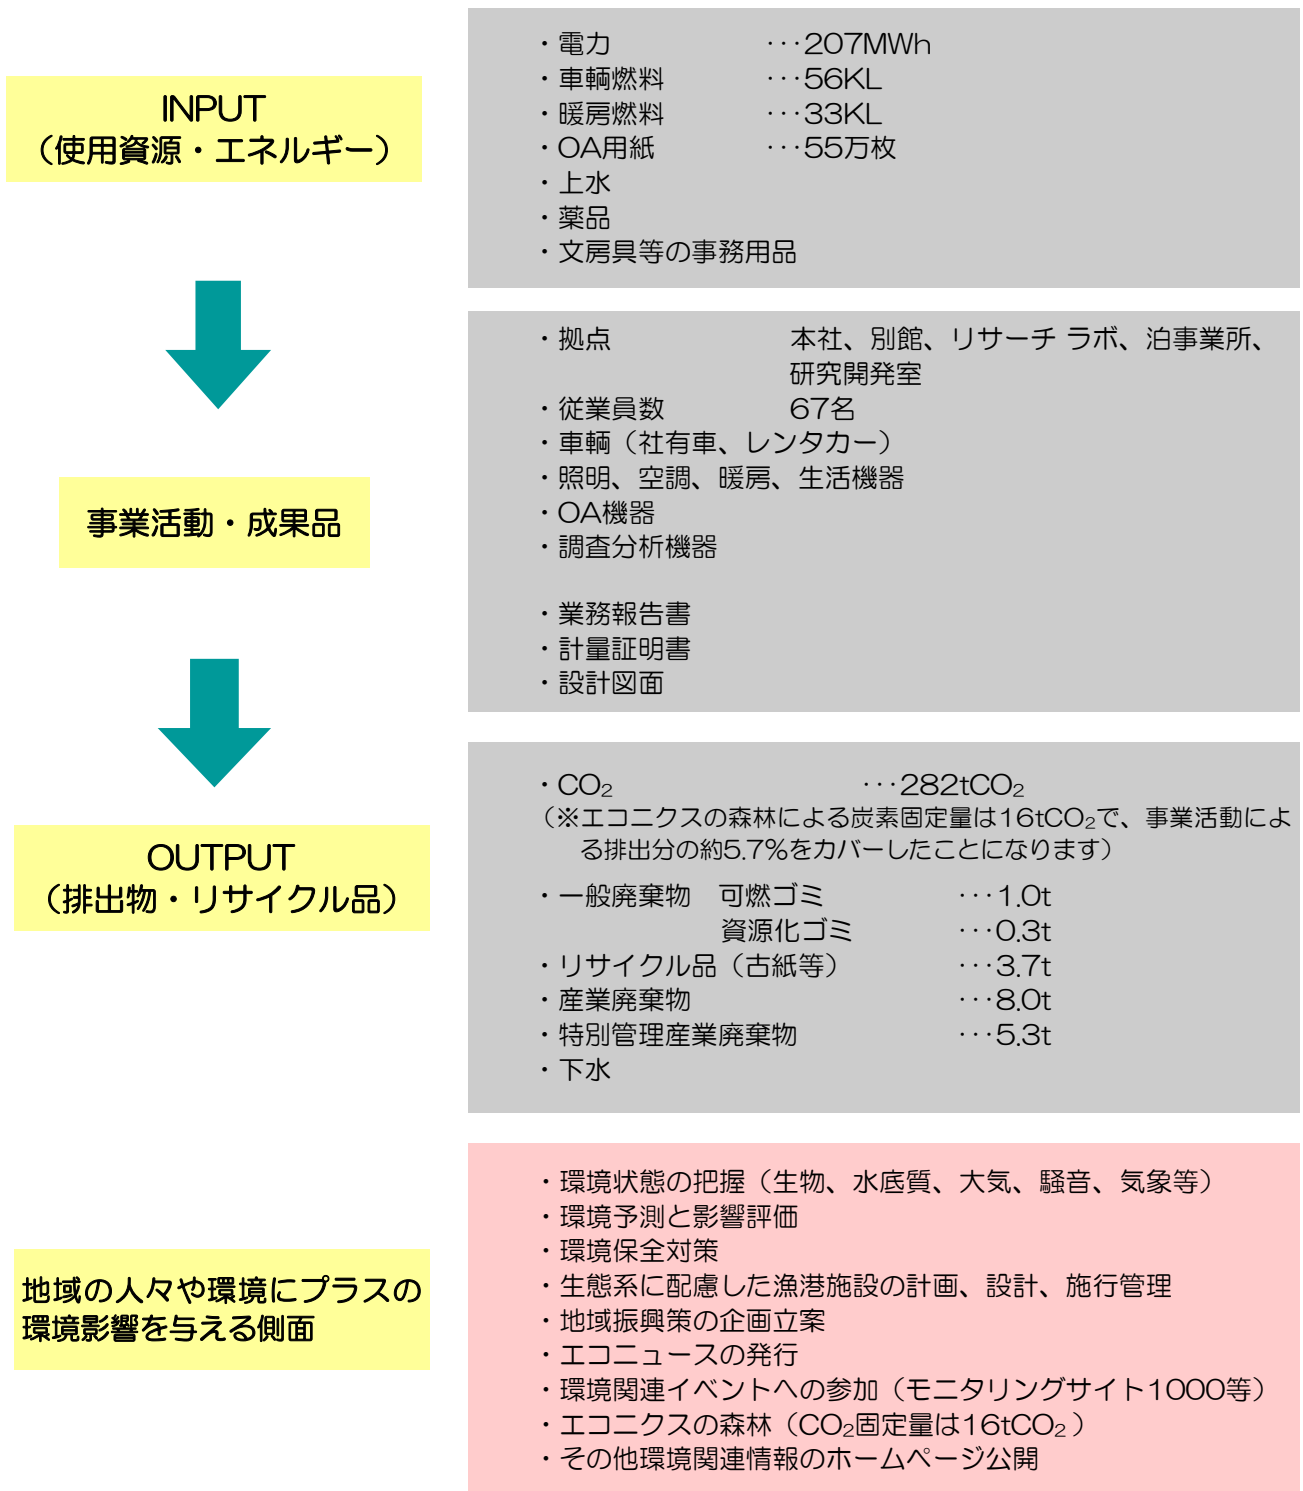 INPUT
（使用資源・エネルギー）
・電力 ･･･207MWh
・車輌燃料 ･･･56KL
・暖房燃料 ･･･33KL
・OA用紙 ･･･55万枚
・上水
・薬品
・文房具等の事務用品
事業活動・成果品
・拠点 本社、別館、リサーチ ラボ、泊事業所、
研究開発室
・従業員数 67名
・車輌（社有車、レンタカー）
・照明、空調、暖房、生活機器
・OA機器
・調査分析機器
・業務報告書
・計量証明書
・設計図面
OUTPUT
（排出物・リサイクル品）
・CO₂ ･･･282tCO₂
（※エコニクスの森林による炭素固定量は16tCO₂で、事業活動によ
る排出分の約5.7%をカバーしたことになります）
・一般廃棄物 可燃ゴミ ･･･1.0t
資源化ゴミ ･･･0.3t
・リサイクル品（古紙等） ･･･3.7t
・産業廃棄物 ･･･8.0t
・特別管理産業廃棄物 ･･･5.3t
・下水
地域の人々や環境にプラスの
環境影響を与える側面
・環境状態の把握（生物、水底質、大気、騒音、気象等）
・環境予測と影響評価
・環境保全対策
・生態系に配慮した漁港施設の計画、設計、施行管理
・地域振興策の企画立案
・エコニュースの発行
・環境関連イベントへの参加（モニタリングサイト1000等）
・エコニクスの森林（CO₂固定量は16tCO₂）
・その他環境関連情報のホームページ公開